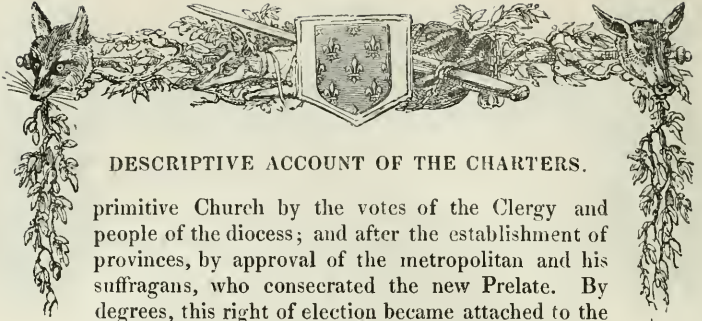 DESCRIPTIVE ACCOUNT OF THE CHARTERS.
primitive Church by the votes of the Clergy and
people of the diocess; and after the establishment of
provinces, by approval of the metropolitan and his
suffragans, who consecrated the new Prelate. By
degrees, this right of election became attached to the